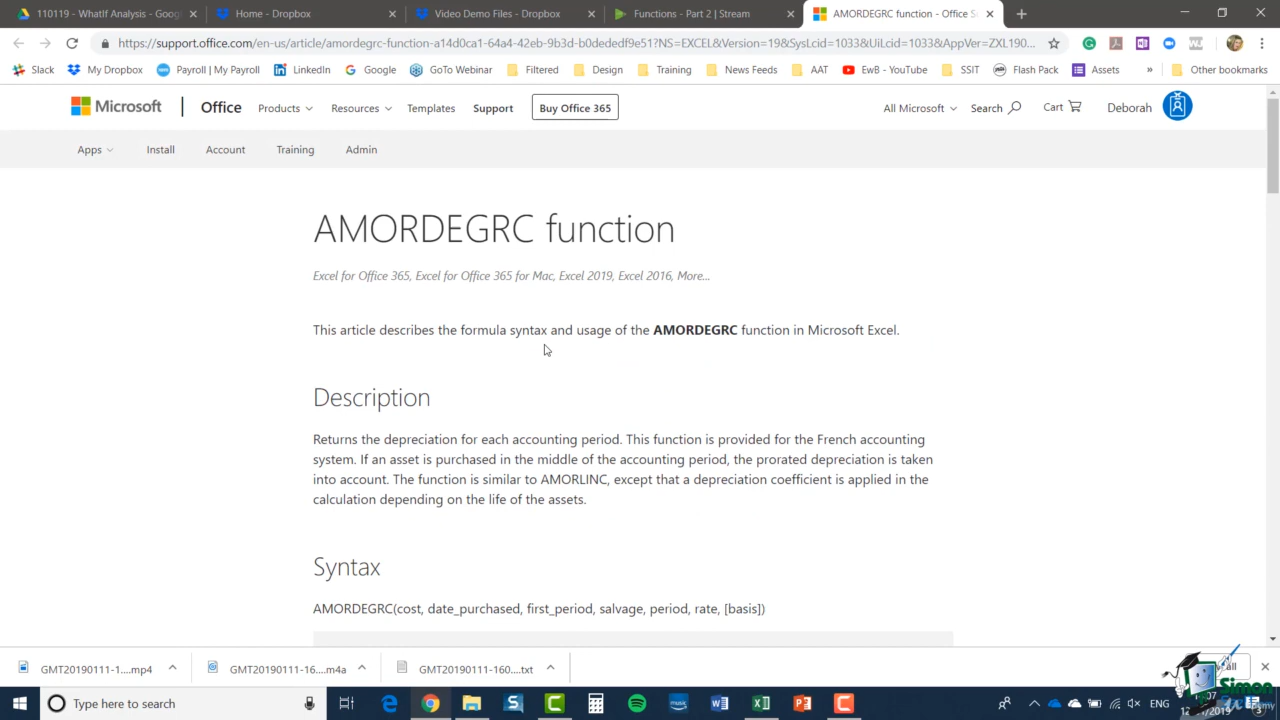 110119 - WhatIf Analysis - Goog
Home - Dropbox
Video Demo Files - Dropbox
Functions - Part 2 | Stream
AMORDEGRC function - Office S
https://support.office.com/en-us/article/amordegrc-function-a14d0ca1-64a4-42eb-9b3d-b0dededf9e51?NS=EXCEL&Version=19&SysLcid=1033&UiLcid=1033&AppVer=ZXL190...
Slack
My Dropbox
Payroll | My Payroll
LinkedIn
Google
GoTo Webinar
Filtered
Design
Training
News Feeds
AAT
EwB - YouTube
SSIT
Flash Pack
Assets
»
Other bookmarks
Microsoft | Office
Products
Resources
Templates
Support
Buy Office 365
All Microsoft
Search
Cart
Deborah
Apps
Install
Account
Training
Admin
AMORDEGRC function
Excel for Office 365, Excel for Office 365 for Mac, Excel 2019, Excel 2016, More...
This article describes the formula syntax and usage of the AMORDEGRC function in Microsoft Excel.
Description
Returns the depreciation for each accounting period. This function is provided for the French accounting
system. If an asset is purchased in the middle of the accounting period, the prorated depreciation is taken
into account. The function is similar to AMORLINC, except that a depreciation coefficient is applied in the
calculation depending on the life of the assets.
Syntax
AMORDEGRC(cost, date_purchased, first_period, salvage, period, rate, [basis])
GMT20190111-1....mp4
GMT20190111-16....m4a
GMT20190111-160....txt
Type here to search
ENG
Simon
Udemy